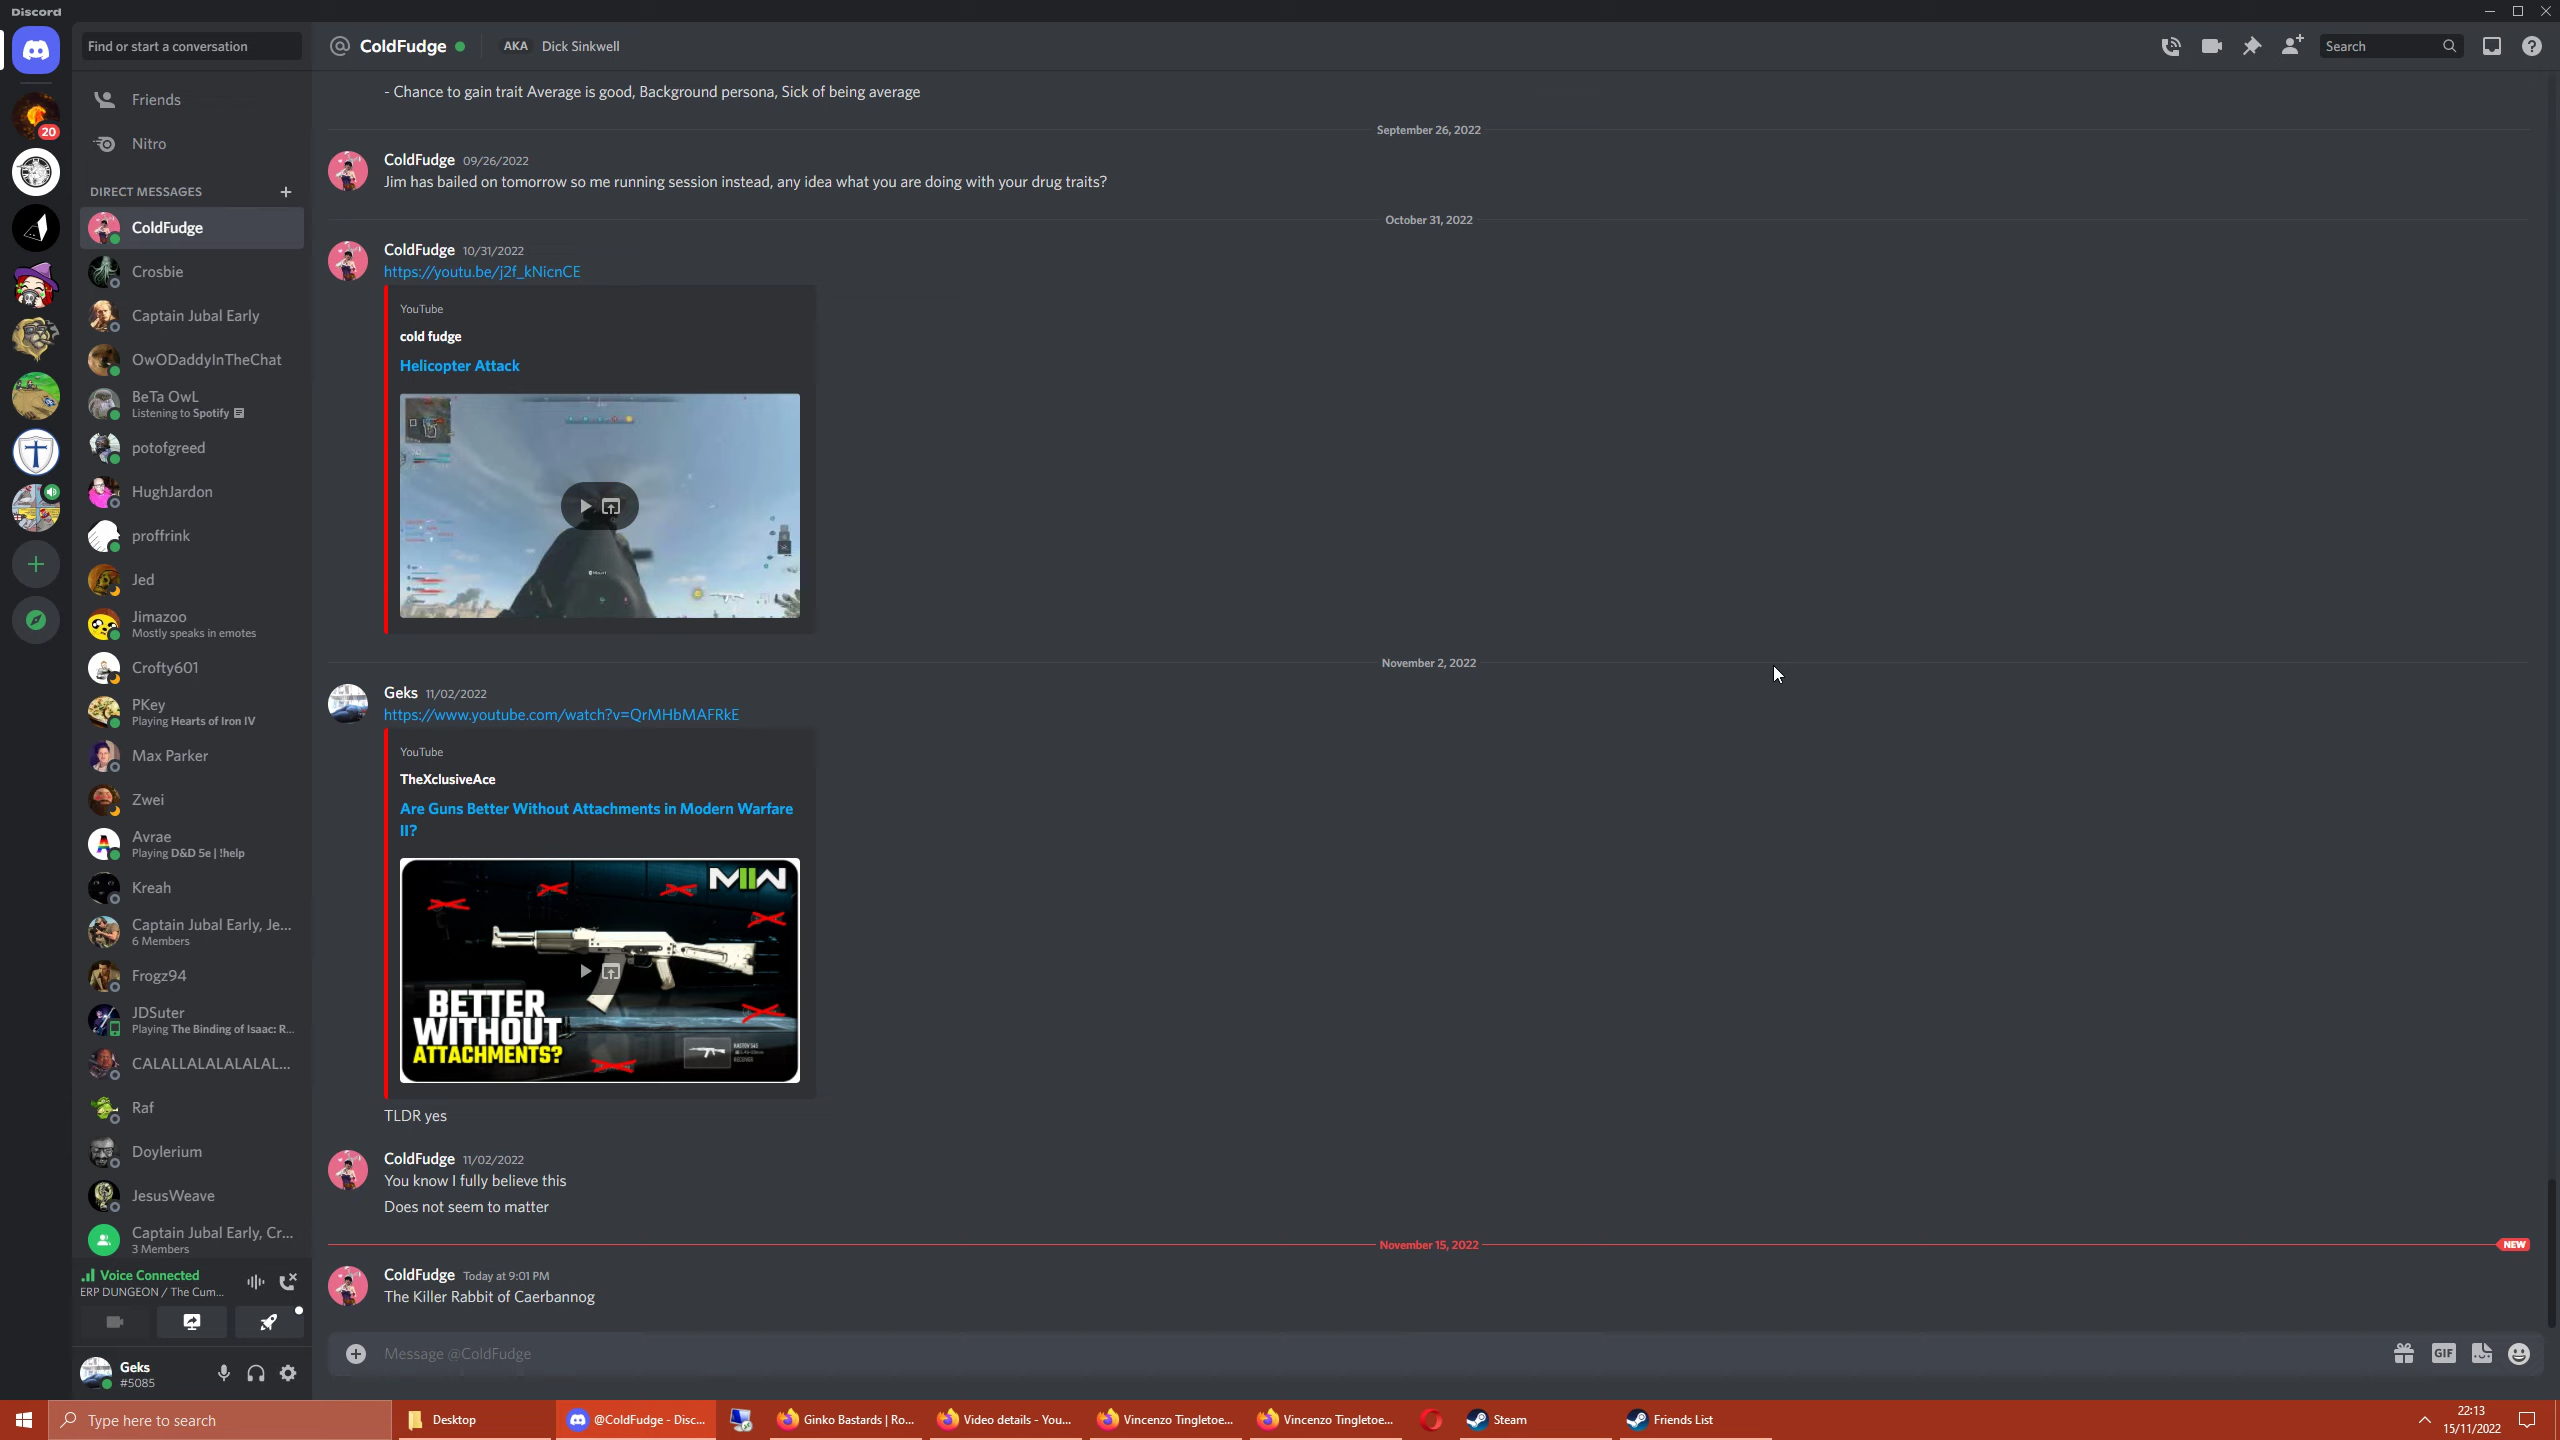 Discord
Find or start a conversation
ColdFudge
AKA
Dick Sinkwell
Search
20
Friends
Nitro
DIRECT MESSAGES
ColdFudge
Crosbie
Captain Jubal Early
OwODaddyInTheChat
BeTa OwL
Listening to Spotify
potofgreed
HughJardon
proffrink
Jed
Jimazoo
Mostly speaks in emotes
Crofty601
PKey
Playing Hearts of Iron IV
Max Parker
Zwei
Avrae
Playing D&D 5e | !help
Kreah
Captain Jubal Early, Je...
6 Members
Frogz94
JDSuter
Playing The Binding of Isaac: R...
CALALLALALALALAL...
Raf
Doylerium
JesusWeave
Captain Jubal Early, Cr...
3 Members
Voice Connected
ERP DUNGEON / The Cum...
Geks
#5085
- Chance to gain trait Average is good, Background persona, Sick of being average
September 26, 2022
ColdFudge 09/26/2022
Jim has bailed on tomorrow so me running session instead, any idea what you are doing with your drug traits?
October 31, 2022
ColdFudge 10/31/2022
https://youtu.be/j2f_kNicnCE
YouTube
cold fudge
Helicopter Attack
November 2, 2022
Geks 11/02/2022
https://www.youtube.com/watch?v=QrMHbMAFRkE
YouTube
TheXclusiveAce
Are Guns Better Without Attachments in Modern Warfare
II?
MWII
BETTER
WITHOUT
ATTACHMENTS?
TLDR yes
ColdFudge 11/02/2022
You know I fully believe this
Does not seem to matter
November 15, 2022
NEW
ColdFudge Today at 9:01 PM
The Killer Rabbit of Caerbannog
Message @ColdFudge
GIF
Type here to search
Desktop
@ColdFudge - Disc...
Ginko Bastards | Ro...
Video details - You...
Vincenzo Tingletoe...
Vincenzo Tingletoe...
Steam
Friends List
22:13
15/11/2022